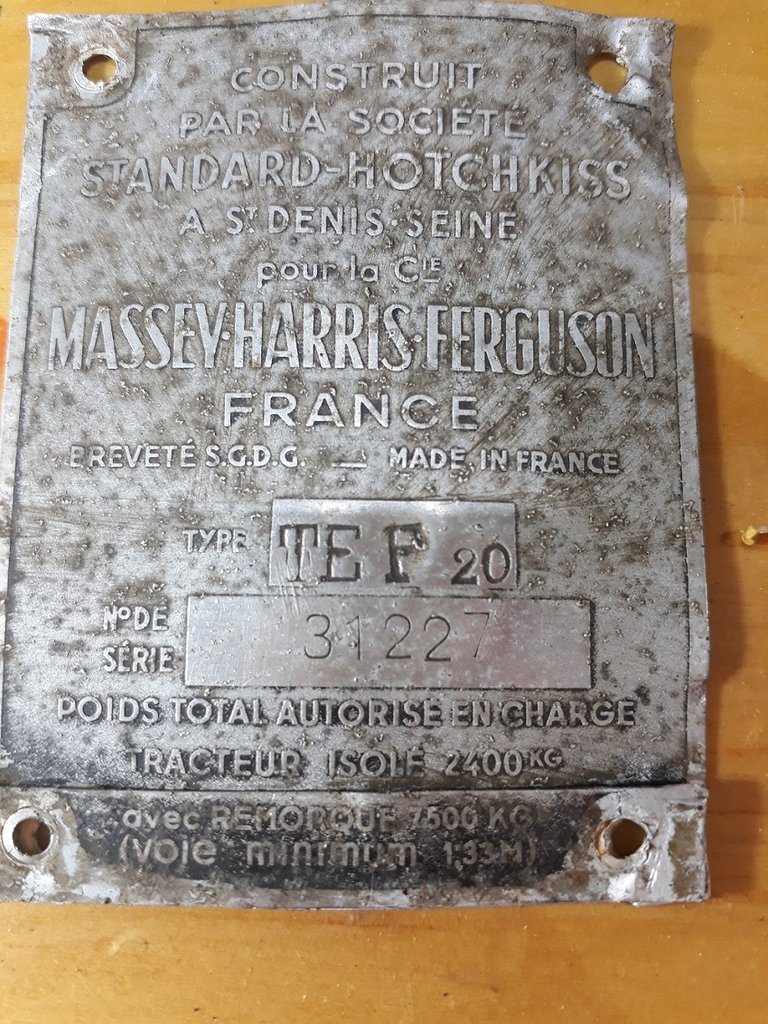 CONSTRUIT
PAR LA SOCIÉTÉ
STANDARD-HOTCHKISS
A ST DENIS·SEINE
pour la CIE
MASSEY·HARRIS·FERGUSON
FRANCE
BREVETÉ S.G.D.G. — MADE IN FRANCE
TYPE TEF 20
NO DE SÉRIE 31227
POIDS TOTAL AUTORISÉ EN CHARGE
TRACTEUR ISOLÉ 2400 KG
avec REMORQUE 7500 KG
(voie minimum 1.33M)